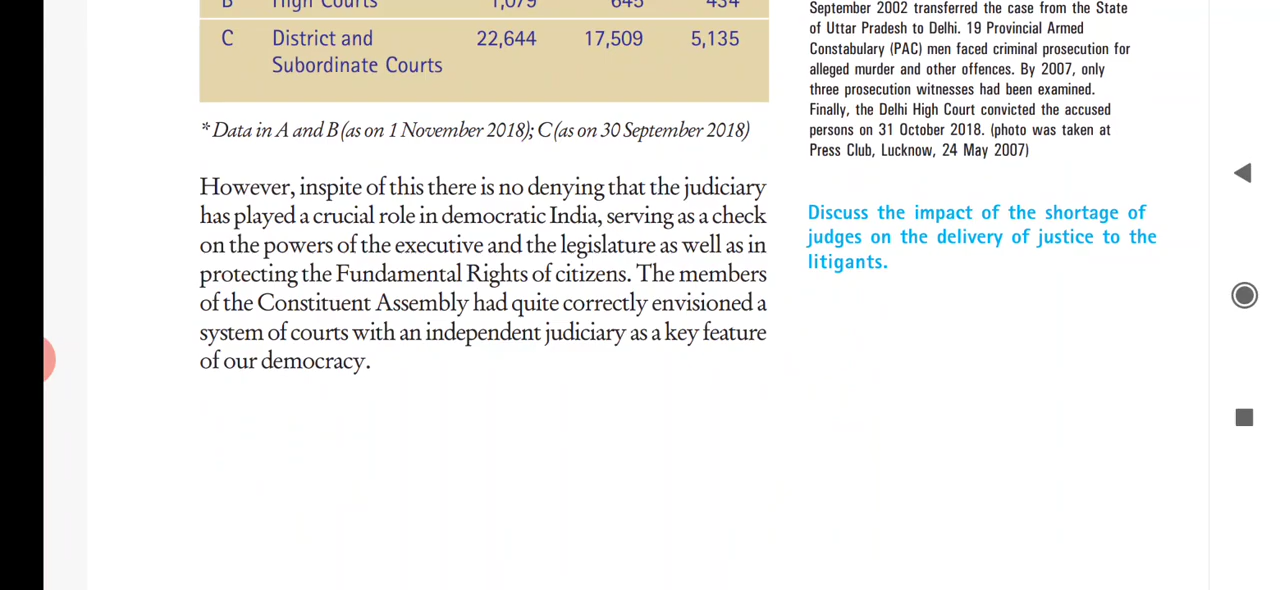 B High Courts 1,079 645 434
C District and 22,644 17,509 5,135
Subordinate Courts
* Data in A and B (as on 1 November 2018); C (as on 30 September 2018)
However, inspite of this there is no denying that the judiciary
has played a crucial role in democratic India, serving as a check
on the powers of the executive and the legislature as well as in
protecting the Fundamental Rights of citizens. The members
of the Constituent Assembly had quite correctly envisioned a
system of courts with an independent judiciary as a key feature
of our democracy.
September 2002 transferred the case from the State
of Uttar Pradesh to Delhi. 19 Provincial Armed
Constabulary (PAC) men faced criminal prosecution for
alleged murder and other offences. By 2007, only
three prosecution witnesses had been examined.
Finally, the Delhi High Court convicted the accused
persons on 31 October 2018. (photo was taken at
Press Club, Lucknow, 24 May 2007)
Discuss the impact of the shortage of
judges on the delivery of justice to the
litigants.